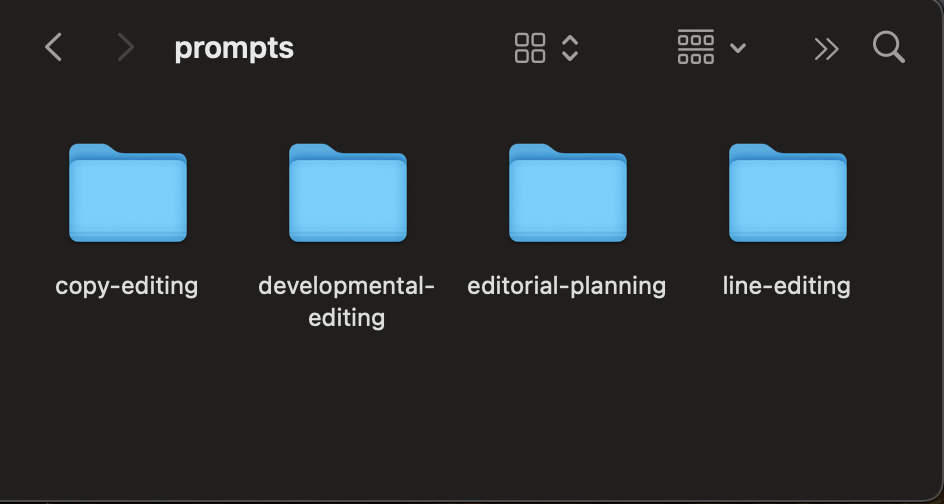 prompts
copy-editing
developmental-
editing
editorial-planning
line-editing